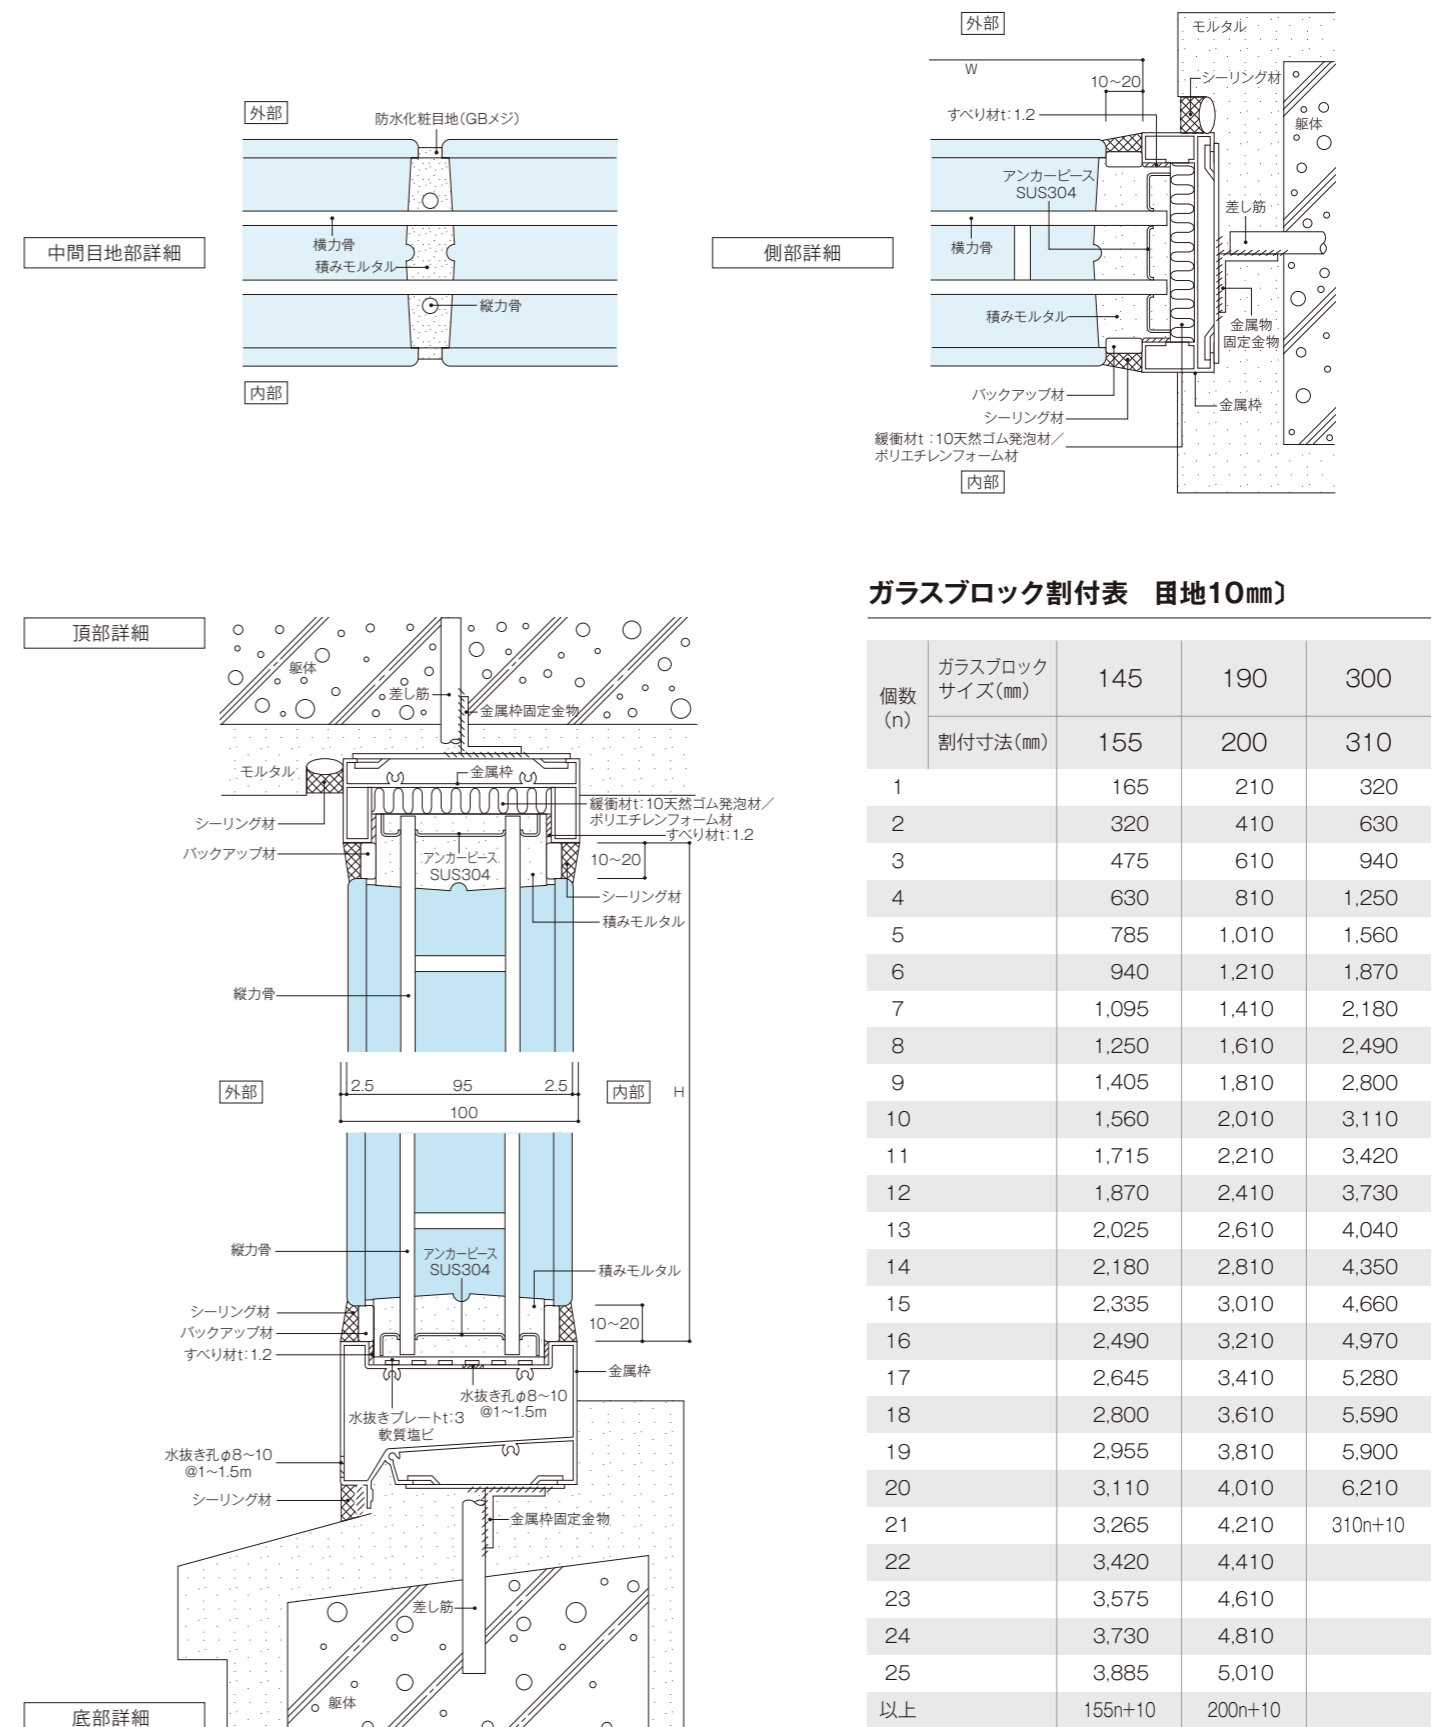 外部
防水化粧目地(GBメジ)
中間目地部詳細
横力骨
積みモルタル
縦力骨
内部
外部
モルタル
W
10~20
シーリング材
すべり材t:1.2
躯体
アンカーピース
SUS304
差し筋
側部詳細
横力骨
積みモルタル
金属物
固定金物
バックアップ材
シーリング材
金属枠
緩衝材t:10天然ゴム発泡材/
ポリエチレンフォーム材
内部
頂部詳細
躯体
差し筋
金属枠固定金物
モルタル
金属枠
緩衝材t:10天然ゴム発泡材/
ポリエチレンフォーム材
シーリング材
すべり材t:1.2
バックアップ材
アンカーピース
SUS304
10~20
シーリング材
積みモルタル
縦力骨
外部
2.5 95 2.5
内部
H
100
縦力骨
アンカーピース
SUS304
積みモルタル
シーリング材
10~20
バックアップ材
すべり材t:1.2
金属枠
水抜き孔φ8~10
@1~1.5m
水抜きプレートt:3
軟質塩ビ
水抜き孔φ8~10
@1~1.5m
シーリング材
金属枠固定金物
差し筋
躯体
底部詳細
ガラスブロック割付表 目地10㎜〕
個数
(n)
ガラスブロック
サイズ(㎜) 145 190 300
割付寸法(㎜) 155 200 310
1 165 210 320
2 320 410 630
3 475 610 940
4 630 810 1,250
5 785 1,010 1,560
6 940 1,210 1,870
7 1,095 1,410 2,180
8 1,250 1,610 2,490
9 1,405 1,810 2,800
10 1,560 2,010 3,110
11 1,715 2,210 3,420
12 1,870 2,410 3,730
13 2,025 2,610 4,040
14 2,180 2,810 4,350
15 2,335 3,010 4,660
16 2,490 3,210 4,970
17 2,645 3,410 5,280
18 2,800 3,610 5,590
19 2,955 3,810 5,900
20 3,110 4,010 6,210
21 3,265 4,210 310n+10
22 3,420 4,410
23 3,575 4,610
24 3,730 4,810
25 3,885 5,010
以上 155n+10 200n+10